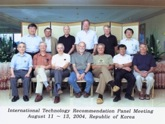 International Technology Recommendation Panel Meeting
August 11 - 13, 2004, Republic of Korea